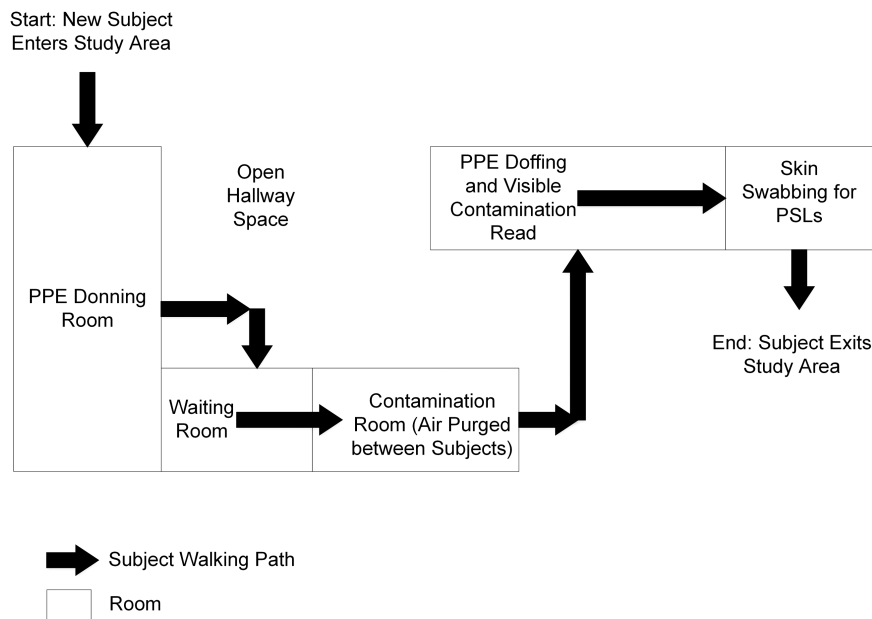 Start: New Subject
Enters Study Area
Open
Hallway
Space
PPE Doffing
and Visible
Contamination
Read
Skin
Swabbing for
PSLs
PPE Donning
Room
End: Subject Exits
Study Area
Waiting
Room
Contamination
Room (Air Purged
between Subjects)
Subject Walking Path
Room